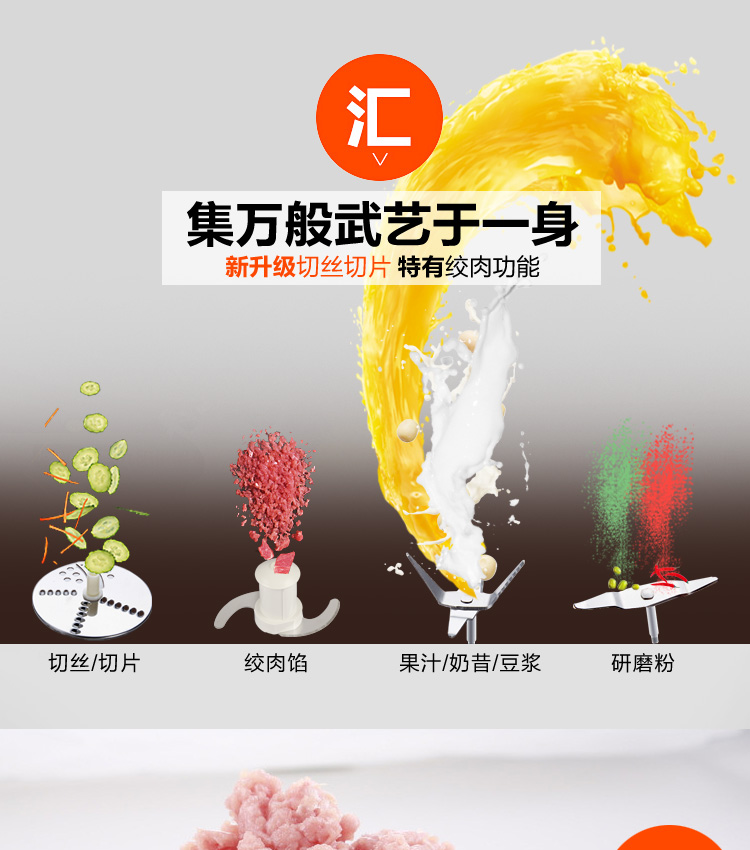 汇
集万般武艺于一身
新升级切丝切片 特有绞肉功能
切丝/切片
绞肉馅
果汁/奶昔/豆浆
研磨粉